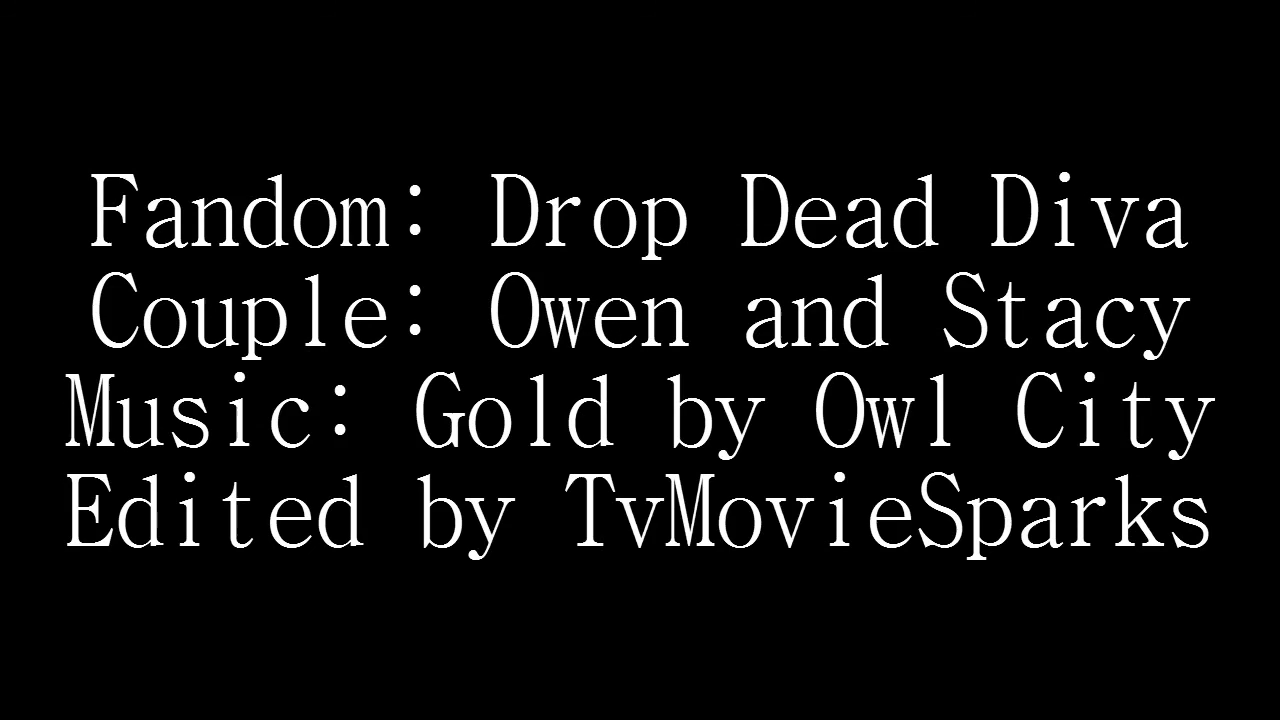 Fandom: Drop Dead Diva
Couple: Owen and Stacy
Music: Gold by Owl City
Edited by TvMovieSparks